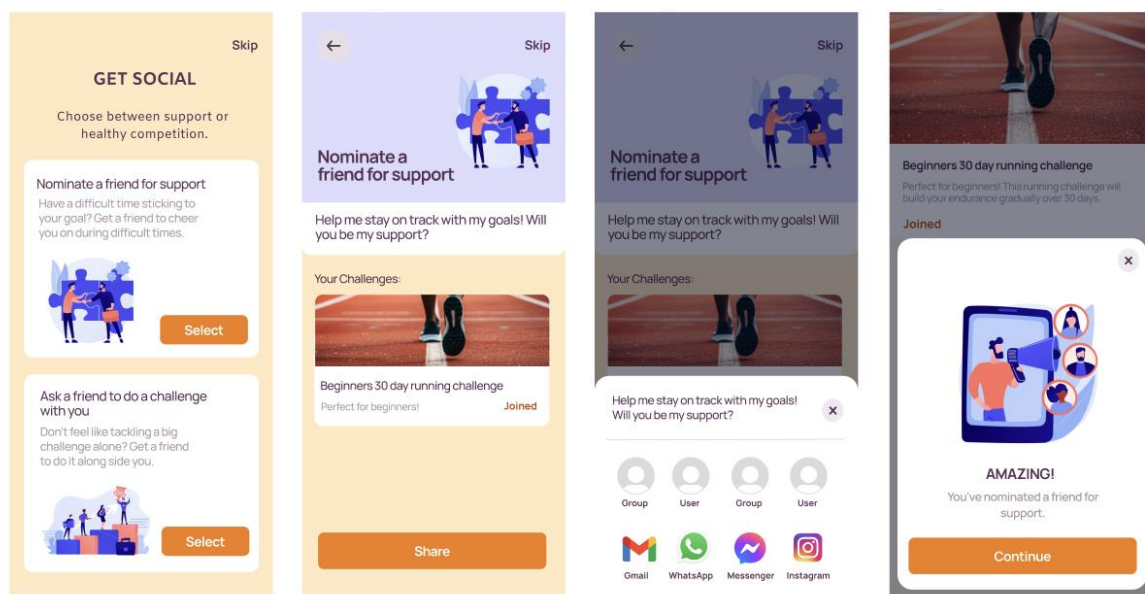 Skip
GET SOCIAL
Choose between support or
healthy competition.
Nominate a friend for support
Have a difficult time sticking to
your goal? Get a friend to cheer
you on during difficult times.
Select
Ask a friend to do a challenge
with you
Don't feel like tackling a big
challenge alone? Get a friend
to do it along side you.
Select
Skip
Nominate a
friend for support
Help me stay on track with my goals! Will
you be my support?
Your Challenges:
Beginners 30 day running challenge
Perfect for beginners!
Joined
Share
Skip
Nominate a
friend for support
Help me stay on track with my goals! Will
you be my support?
Your Challenges:
Help me stay on track with my goals!
Will you be my support?
Group
User
Group
User
Gmail
WhatsApp
Messenger
Instagram
Beginners 30 day running challenge
Perfect for beginners! This running challenge will
build your endurance gradually over 30 days.
Joined
AMAZING!
You've nominated a friend for
support.
Continue